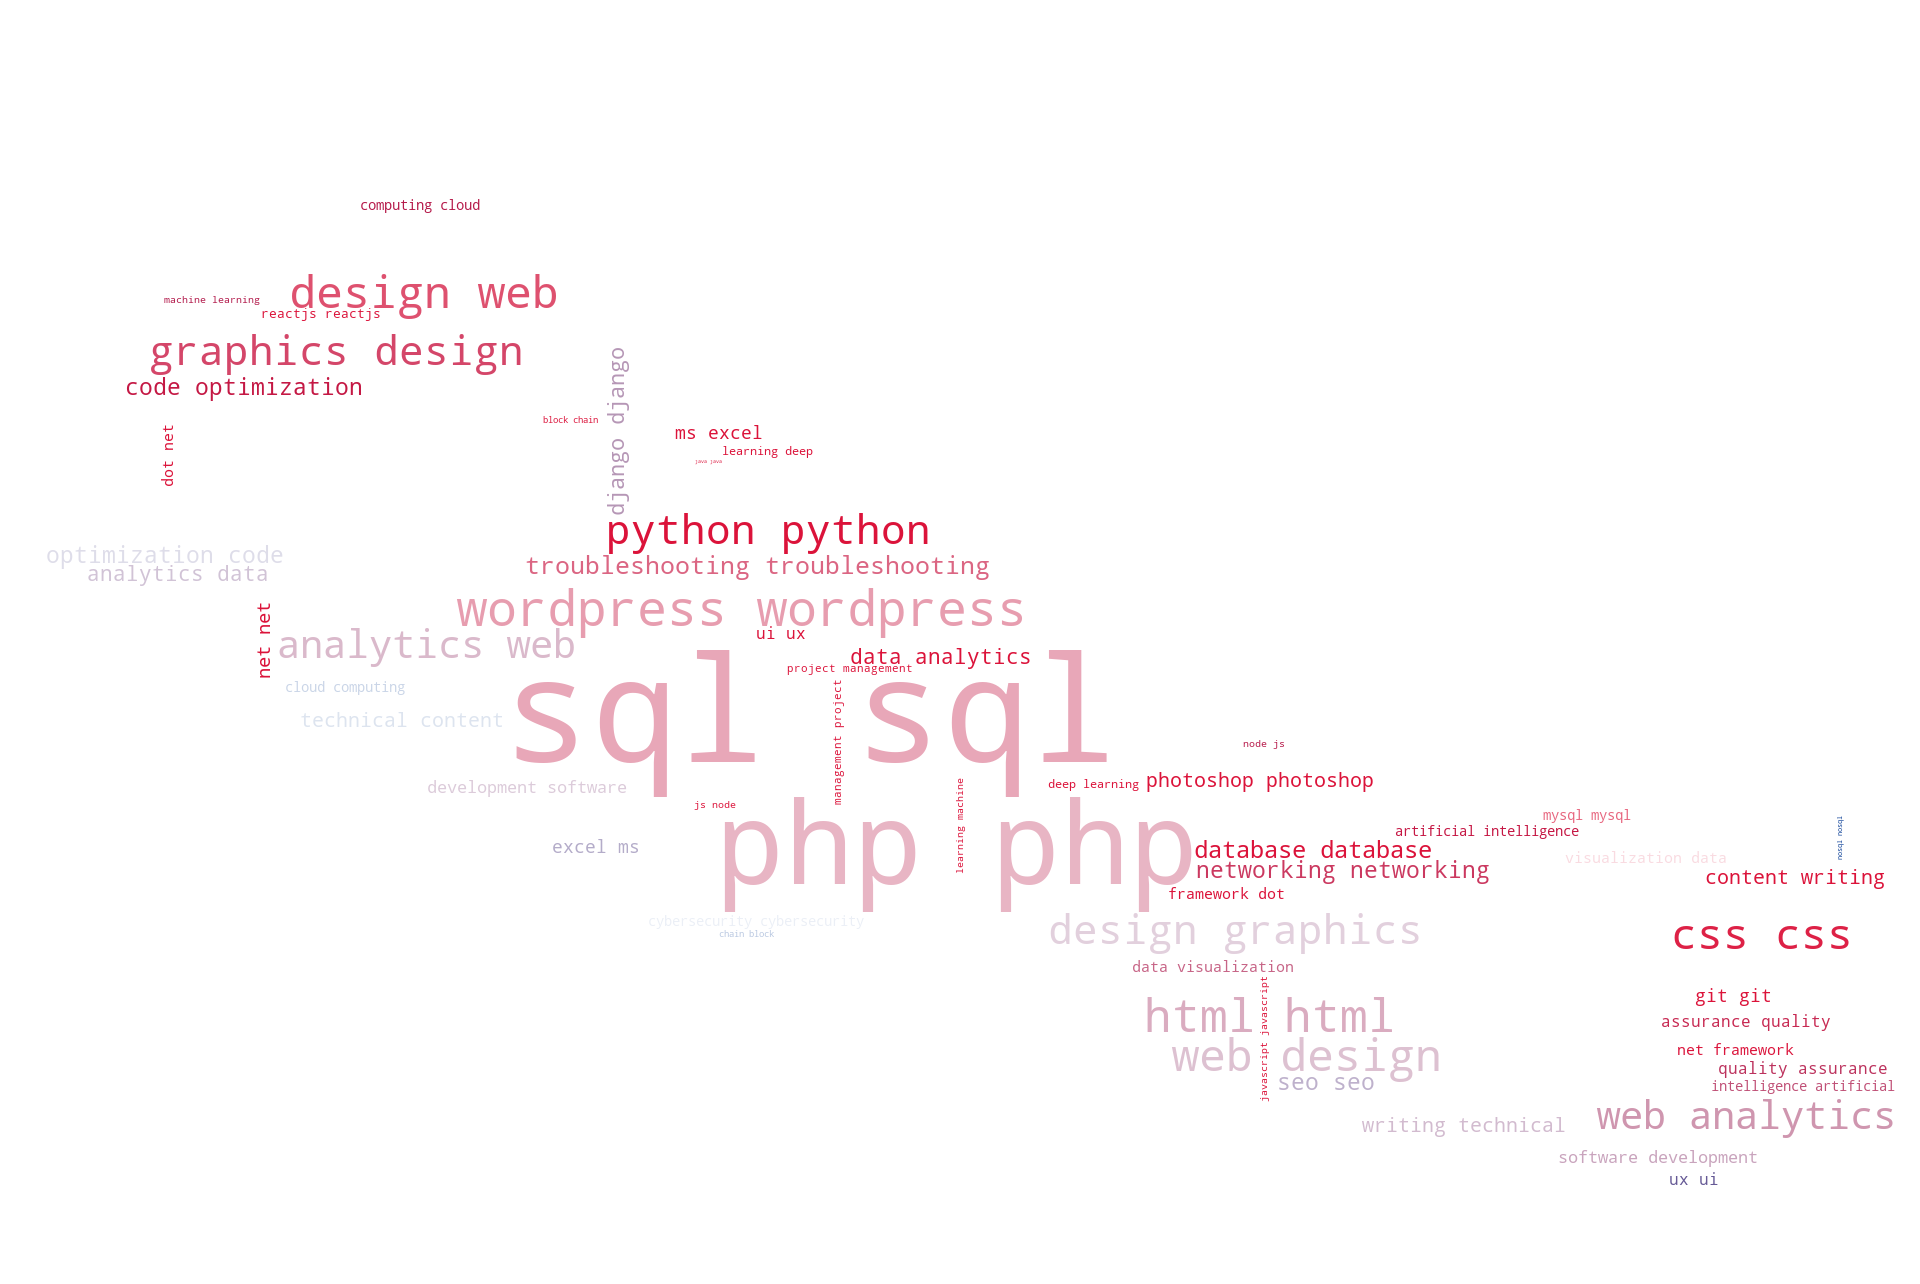 computing cloud
design web
machine learning
reactjs reactjs
graphics design
code optimization
django django
block chain
ms excel
dot net
learning deep
java java
python python
optimization code
troubleshooting troubleshooting
analytics data
wordpress wordpress
ui ux
net net
analytics web
data analytics
project management
cloud computing
sql sql
technical content
management project
node js
photoshop photoshop
deep learning
development software
js node
learning machine
mysql mysql
artificial intelligence
nosql nosql
php php
excel ms
database database
visualization data
networking networking
content writing
framework dot
cybersecurity cybersecurity
chain block
design graphics
css css
data visualization
git git
html html
javascript javascript
assurance quality
web design
net framework
quality assurance
seo seo
intelligence artificial
web analytics
writing technical
software development
ux ui